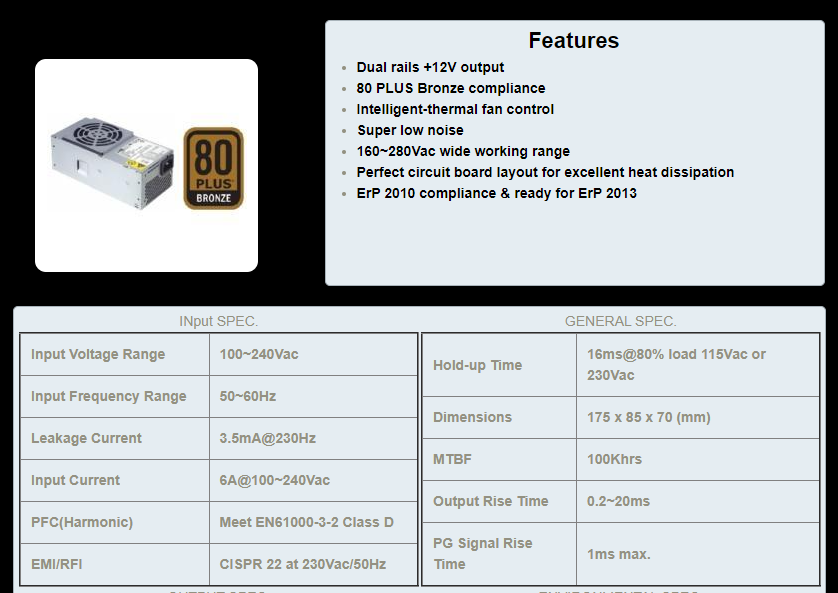 Features
Dual rails +12V output
80 PLUS Bronze compliance
Intelligent-thermal fan control
Super low noise
160~280Vac wide working range
Perfect circuit board layout for excellent heat dissipation
ErP 2010 compliance & ready for ErP 2013
80
PLUS
BRONZE
INput SPEC.
Input Voltage Range 100~240Vac
Input Frequency Range 50~60Hz
Leakage Current 3.5mA@230Hz
Input Current 6A@100~240Vac
PFC(Harmonic) Meet EN61000-3-2 Class D
EMI/RFI CISPR 22 at 230Vac/50Hz
GENERAL SPEC.
Hold-up Time 16ms@80% load 115Vac or
230Vac
Dimensions 175 x 85 x 70 (mm)
MTBF 100Khrs
Output Rise Time 0.2~20ms
PG Signal Rise
Time 1ms max.